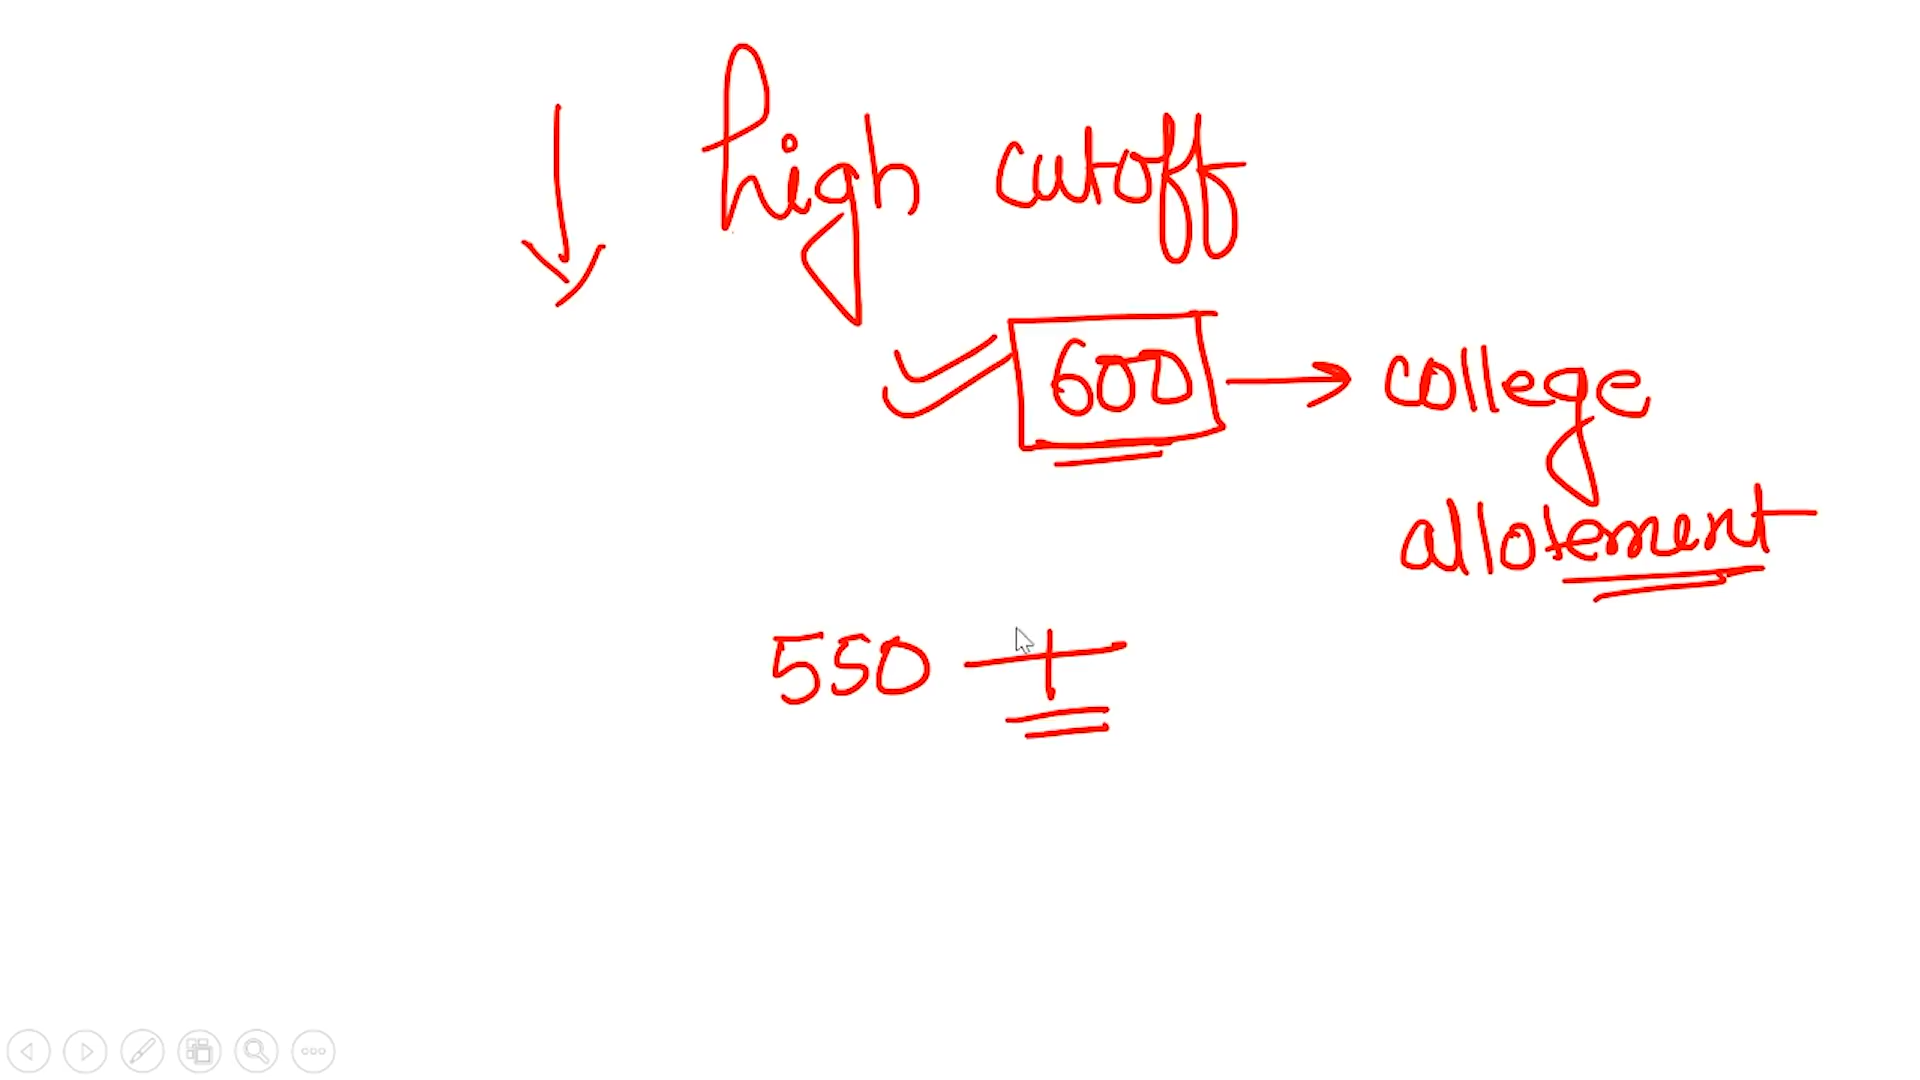 high cutoff
600 → college
allotement
550 +